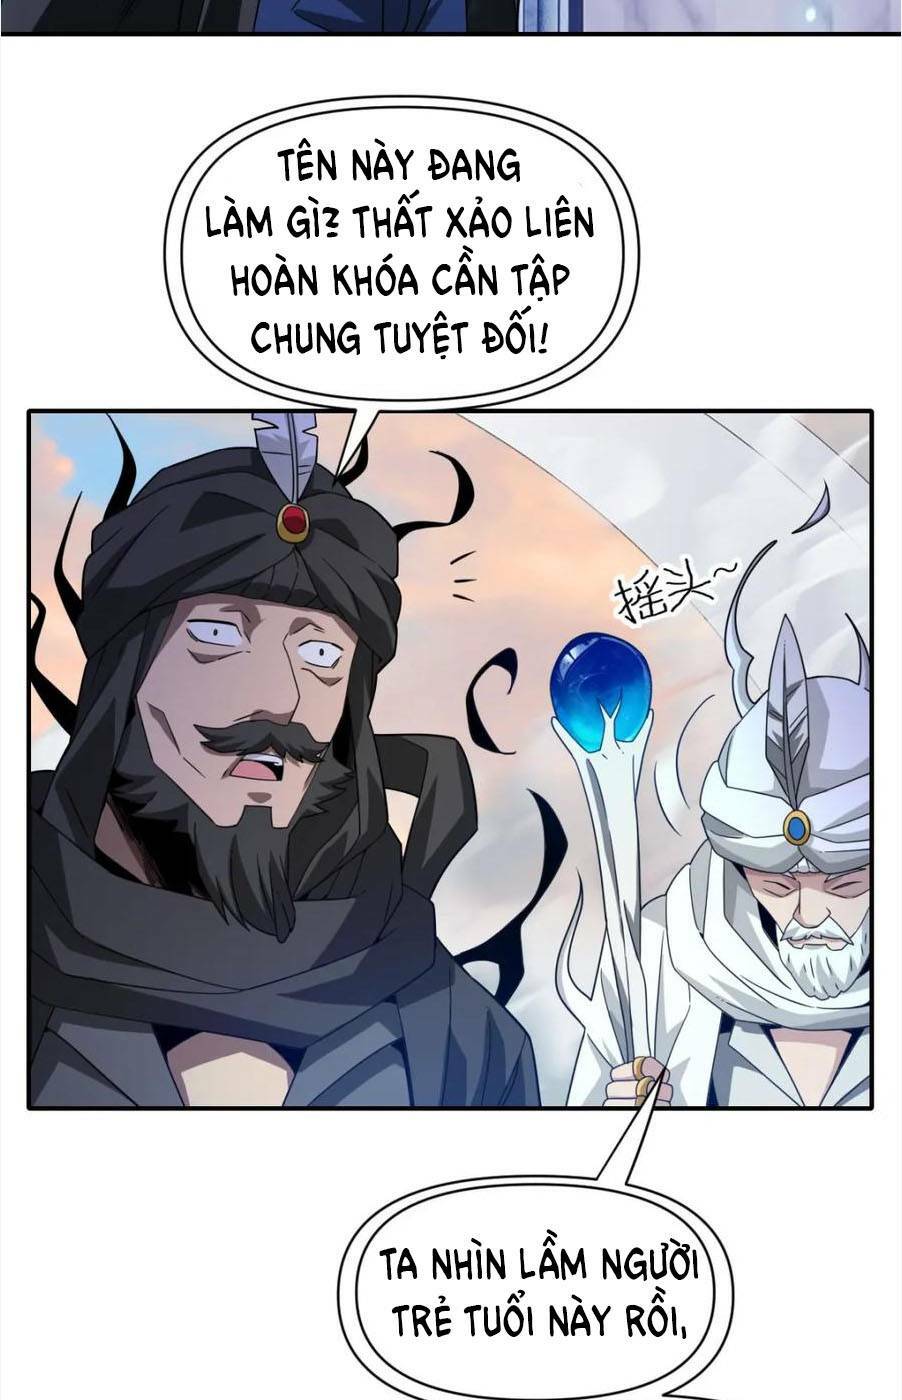 TÊN NÀY ĐANG
LÀM GÌ? THẤT XẢO LIÊN
HOÀN KHÓA CẦN TẬP
CHUNG TUYỆT ĐỐI!
摇头~
TA NHÌN LẦM NGƯỜI
TRẺ TUỔI NÀY RỒI,